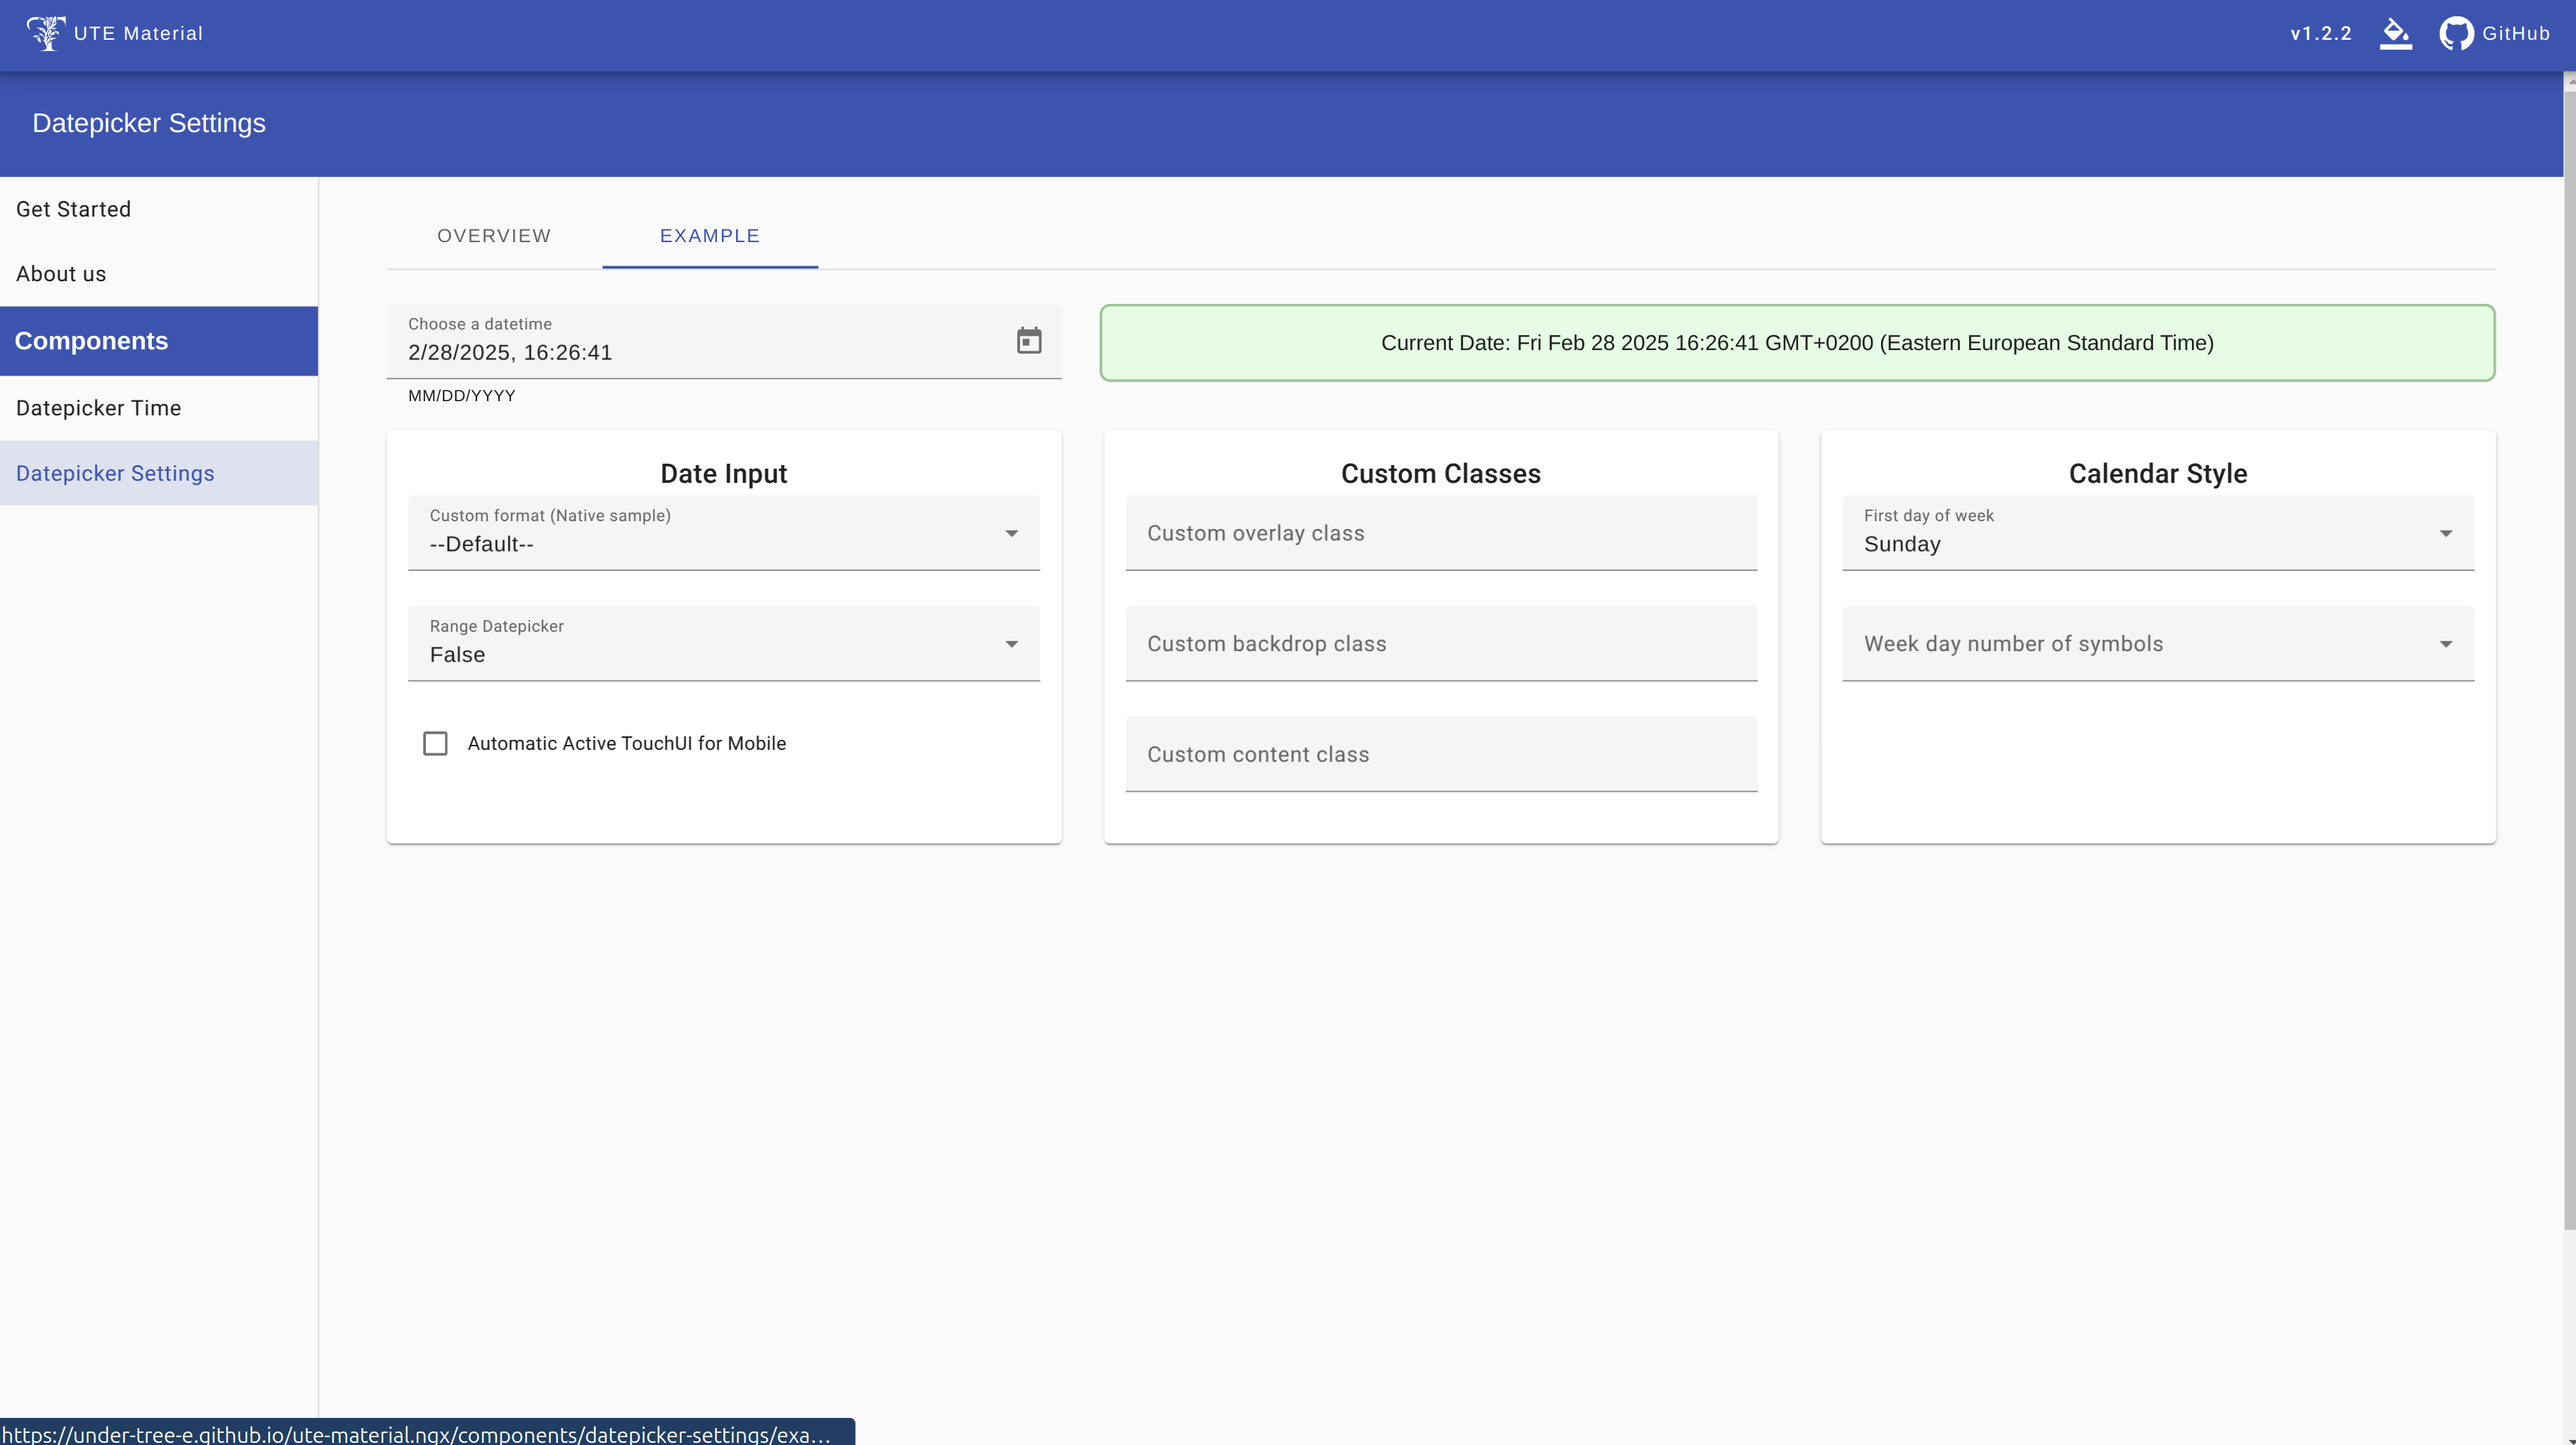 UTE Material
v1.2.2
GitHub
Datepicker Settings
Get Started
About us
Components
Datepicker Time
Datepicker Settings
OVERVIEW
EXAMPLE
Choose a datetime
2/28/2025, 16:26:41
MM/DD/YYYY
Current Date: Fri Feb 28 2025 16:26:41 GMT+0200 (Eastern European Standard Time)
Date Input
Custom format (Native sample)
--Default--
Range Datepicker
False
Automatic Active TouchUI for Mobile
Custom Classes
Custom overlay class
Custom backdrop class
Custom content class
Calendar Style
First day of week
Sunday
Week day number of symbols
https://under-tree-e.github.io/ute-material.ngx/components/datepicker-settings/exa...